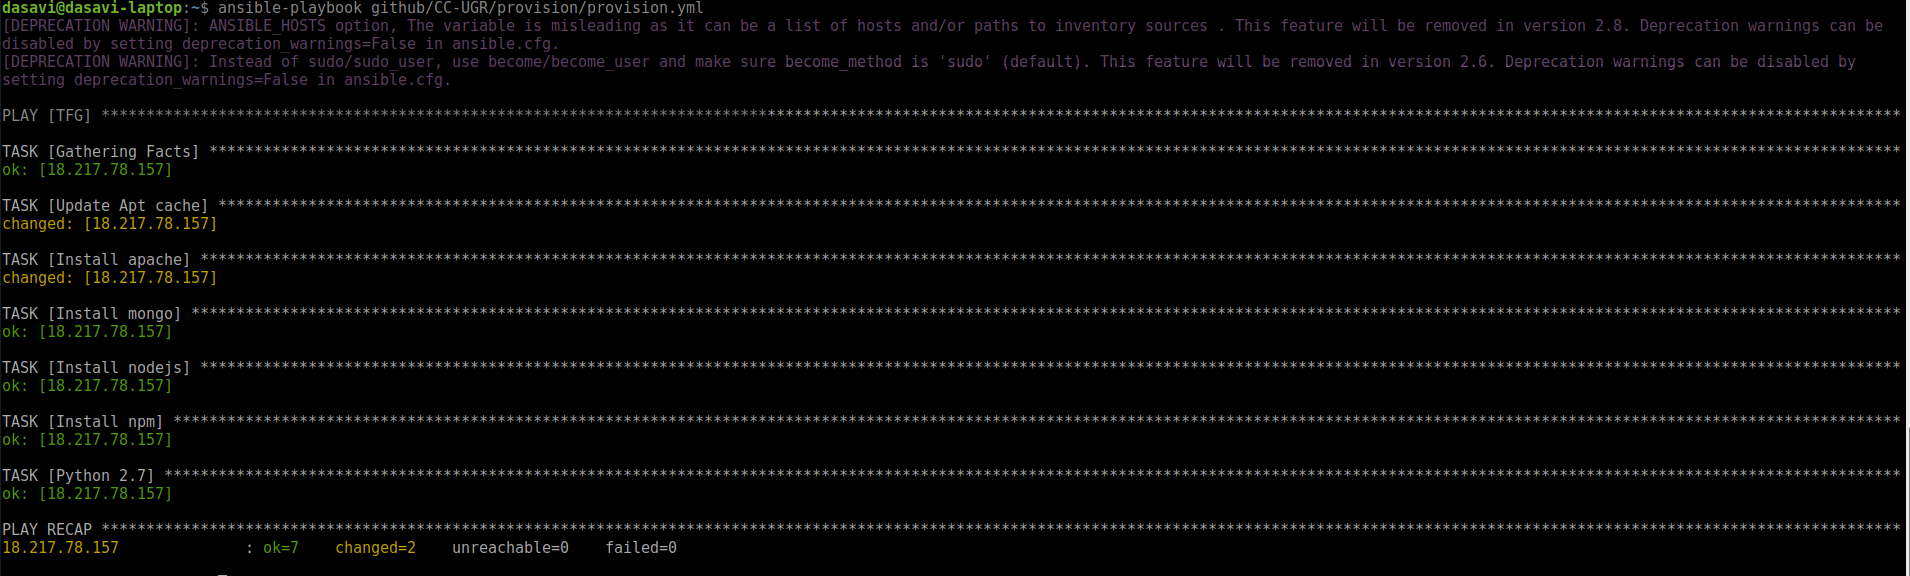 dasavi@dasavi-laptop:~$ ansible-playbook github/CC-UGR/provision/provision.yml
[DEPRECATION WARNING]: ANSIBLE_HOSTS option, The variable is misleading as it can be a list of hosts and/or paths to inventory sources . This feature will be removed in version 2.8. Deprecation warnings can be
disabled by setting deprecation_warnings=False in ansible.cfg.
[DEPRECATION WARNING]: Instead of sudo/sudo_user, use become/become_user and make sure become_method is 'sudo' (default). This feature will be removed in version 2.6. Deprecation warnings can be disabled by
setting deprecation_warnings=False in ansible.cfg.
PLAY [TFG] ********************************************************************************************************************************************************************************************************
TASK [Gathering Facts] ********************************************************************************************************************************************************************************************
ok: [18.217.78.157]
TASK [Update Apt cache] *******************************************************************************************************************************************************************************************
changed: [18.217.78.157]
TASK [Install apache] *********************************************************************************************************************************************************************************************
changed: [18.217.78.157]
TASK [Install mongo] **********************************************************************************************************************************************************************************************
ok: [18.217.78.157]
TASK [Install nodejs] *********************************************************************************************************************************************************************************************
ok: [18.217.78.157]
TASK [Install npm] ************************************************************************************************************************************************************************************************
ok: [18.217.78.157]
TASK [Python 2.7] *************************************************************************************************************************************************************************************************
ok: [18.217.78.157]
PLAY RECAP ********************************************************************************************************************************************************************************************************
18.217.78.157              : ok=7    changed=2    unreachable=0    failed=0